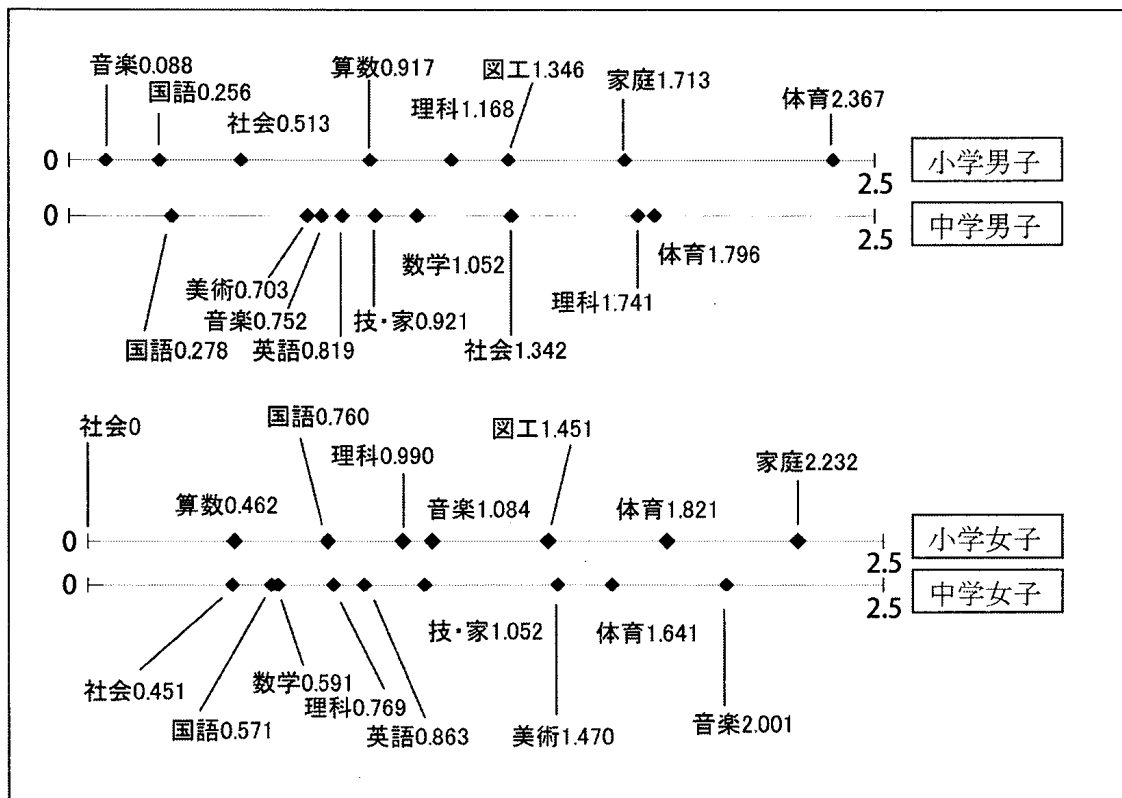 音楽0.088
国語0.256
社会0.513
算数0.917
理科1.168
図工1.346
家庭1.713
体育2.367
0
2.5
小学男子
0
2.5
中学男子
国語0.278
美術0.703
音楽0.752
英語0.819
技・家0.921
数学1.052
社会1.342
理科1.741
体育1.796
社会0
算数0.462
国語0.760
理科0.990
音楽1.084
図工1.451
体育1.821
家庭2.232
0
2.5
小学女子
0
2.5
中学女子
社会0.451
国語0.571
数学0.591
理科0.769
英語0.863
技・家1.052
美術1.470
体育1.641
音楽2.001